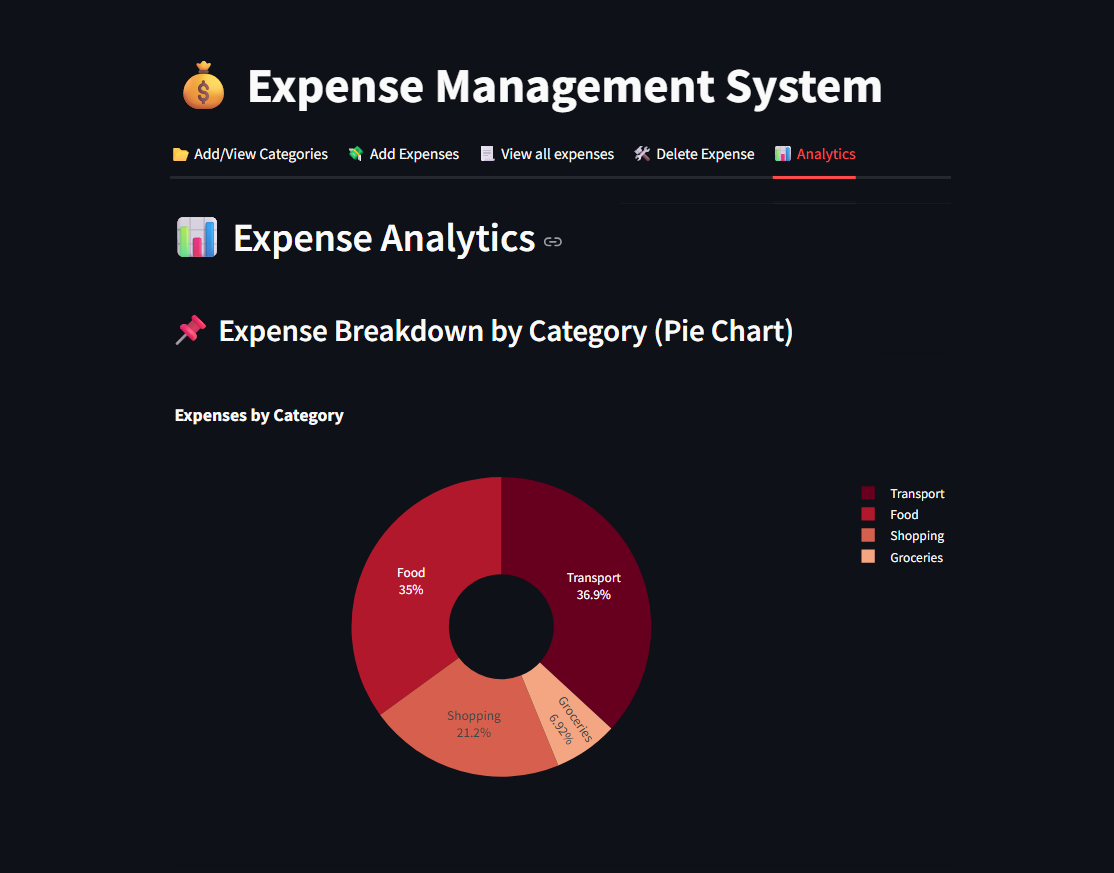 Expense Management System
Add/View Categories Add Expenses View all expenses Delete Expense Analytics
Expense Analytics
Expense Breakdown by Category (Pie Chart)
Expenses by Category
Transport
Food
Shopping
Groceries
Food
35%
Transport
36.9%
Shopping
21.2%
Groceries
6.92%